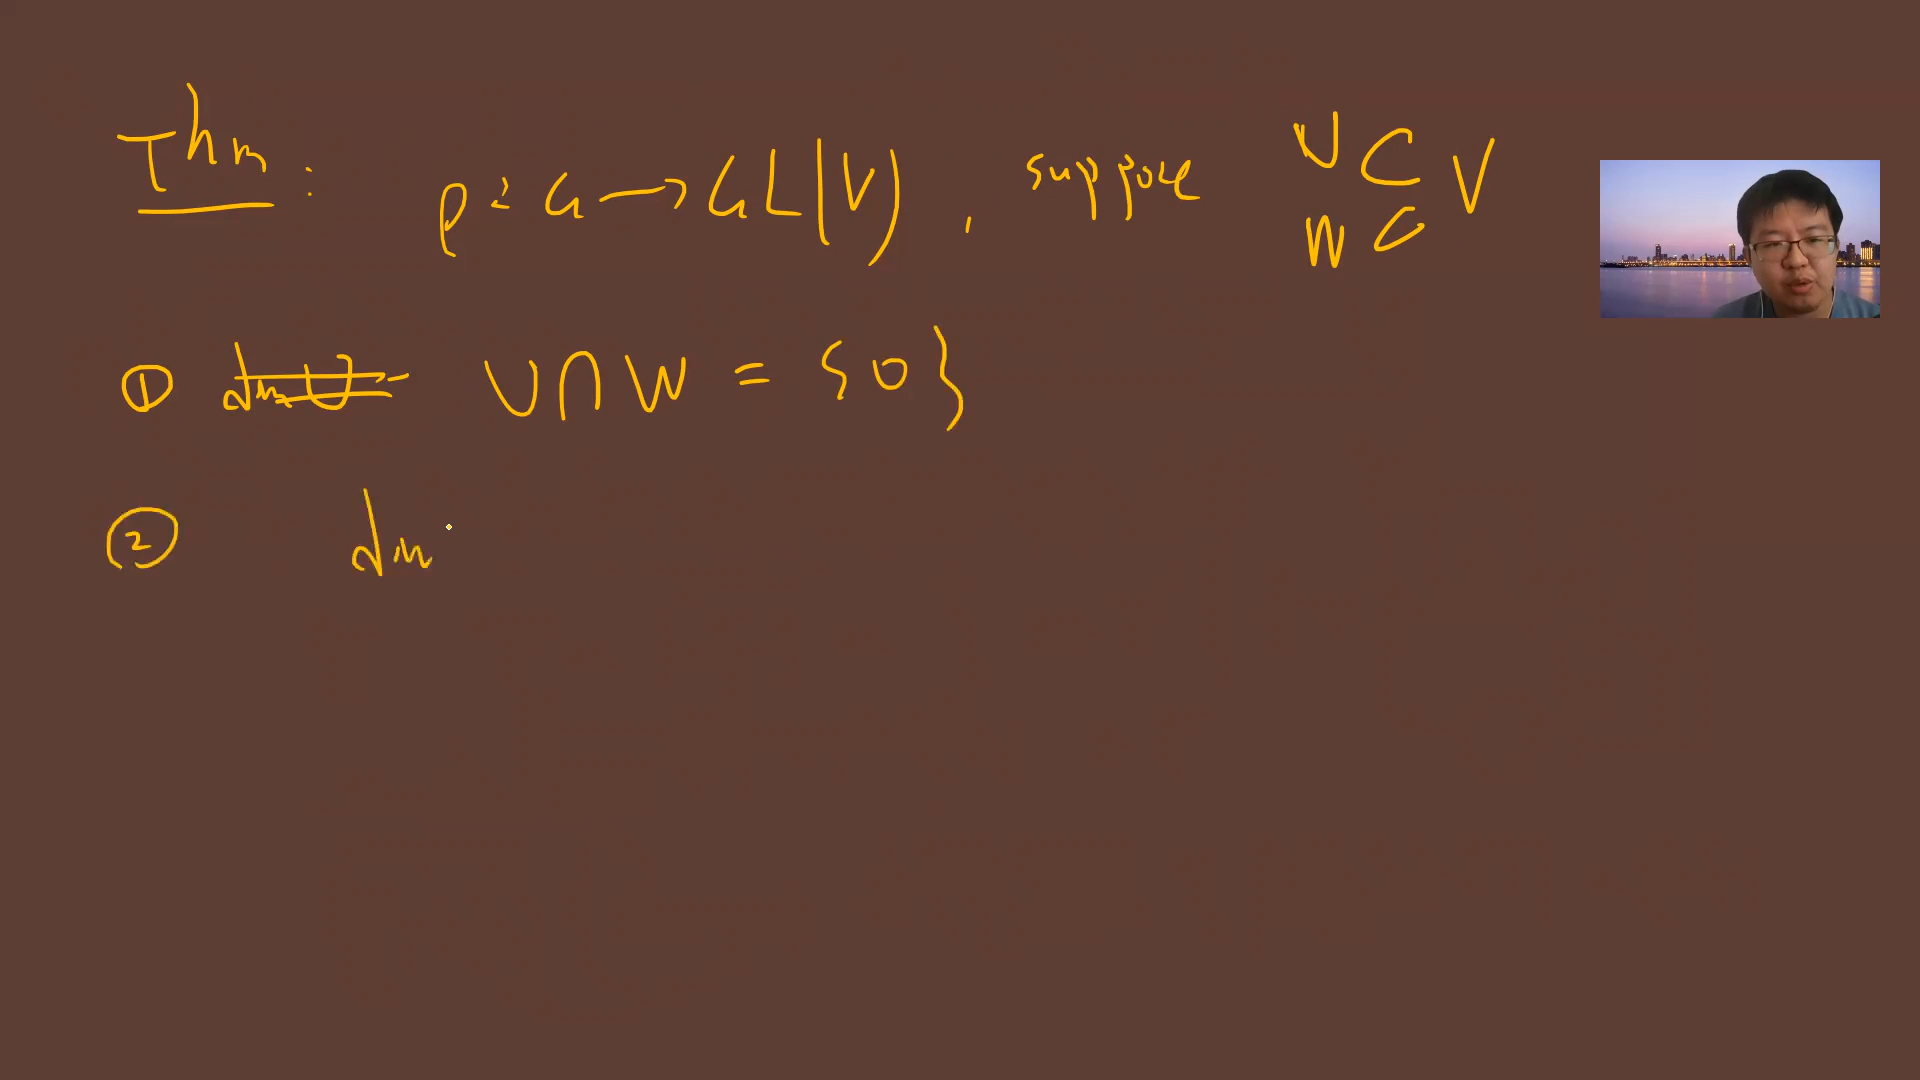 Thm: ρ: G → GL(V), suppose U ⊂ V
W ⊂
① U ∩ W = {0}
② dim